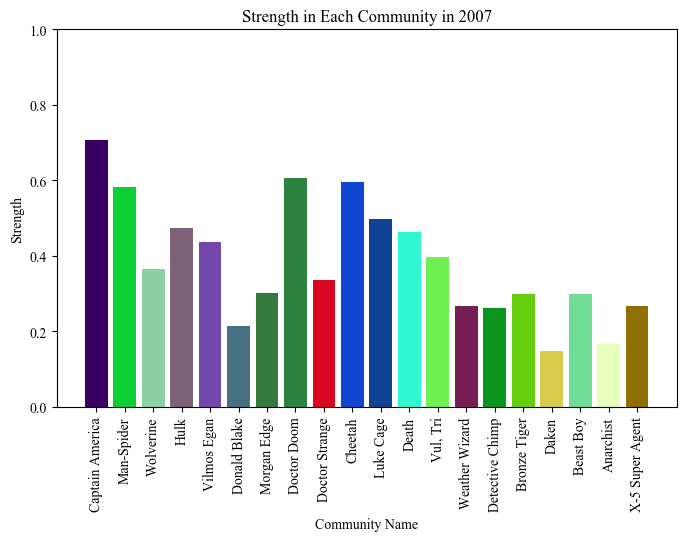 Strength in Each Community in 2007
Strength
1.0
0.8
0.6
0.4
0.2
0.0
Captain America
Man-Spider
Wolverine
Hulk
Vilmos Egan
Donald Blake
Morgan Edge
Doctor Doom
Doctor Strange
Cheetah
Luke Cage
Death
Vul, Tri
Weather Wizard
Detective Chimp
Bronze Tiger
Daken
Beast Boy
Anarchist
X-5 Super Agent
Community Name